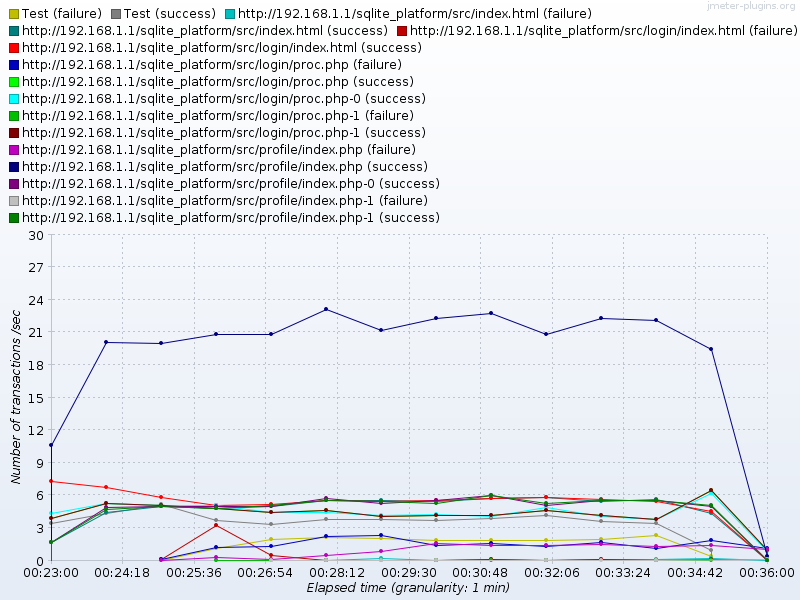 jmeter-plugins.org
Test (failure) Test (success) http://192.168.1.1/sqlite_platform/src/index.html (failure)
http://192.168.1.1/sqlite_platform/src/index.html (success) http://192.168.1.1/sqlite_platform/src/login/index.html (failure)
http://192.168.1.1/sqlite_platform/src/login/index.html (success)
http://192.168.1.1/sqlite_platform/src/login/proc.php (failure)
http://192.168.1.1/sqlite_platform/src/login/proc.php (success)
http://192.168.1.1/sqlite_platform/src/login/proc.php-0 (success)
http://192.168.1.1/sqlite_platform/src/login/proc.php-1 (failure)
http://192.168.1.1/sqlite_platform/src/login/proc.php-1 (success)
http://192.168.1.1/sqlite_platform/src/profile/index.php (failure)
http://192.168.1.1/sqlite_platform/src/profile/index.php (success)
http://192.168.1.1/sqlite_platform/src/profile/index.php-0 (success)
http://192.168.1.1/sqlite_platform/src/profile/index.php-1 (failure)
http://192.168.1.1/sqlite_platform/src/profile/index.php-1 (success)
Number of transactions /sec
30
27
24
21
18
15
12
9
6
3
0
00:23:00 00:24:18 00:25:36 00:26:54 00:28:12 00:29:30 00:30:48 00:32:06 00:33:24 00:34:42 00:36:00
Elapsed time (granularity: 1 min)